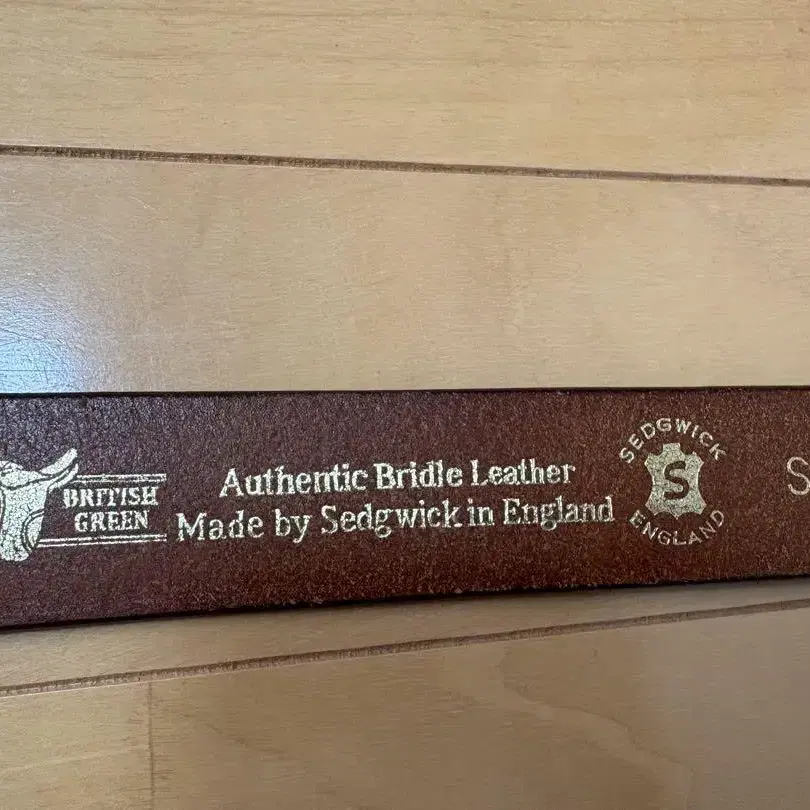 BRITISH
GREEN
Authentic Bridle Leather
Made by Sedgwick in England
SEDGWICK
S
ENGLAND
S